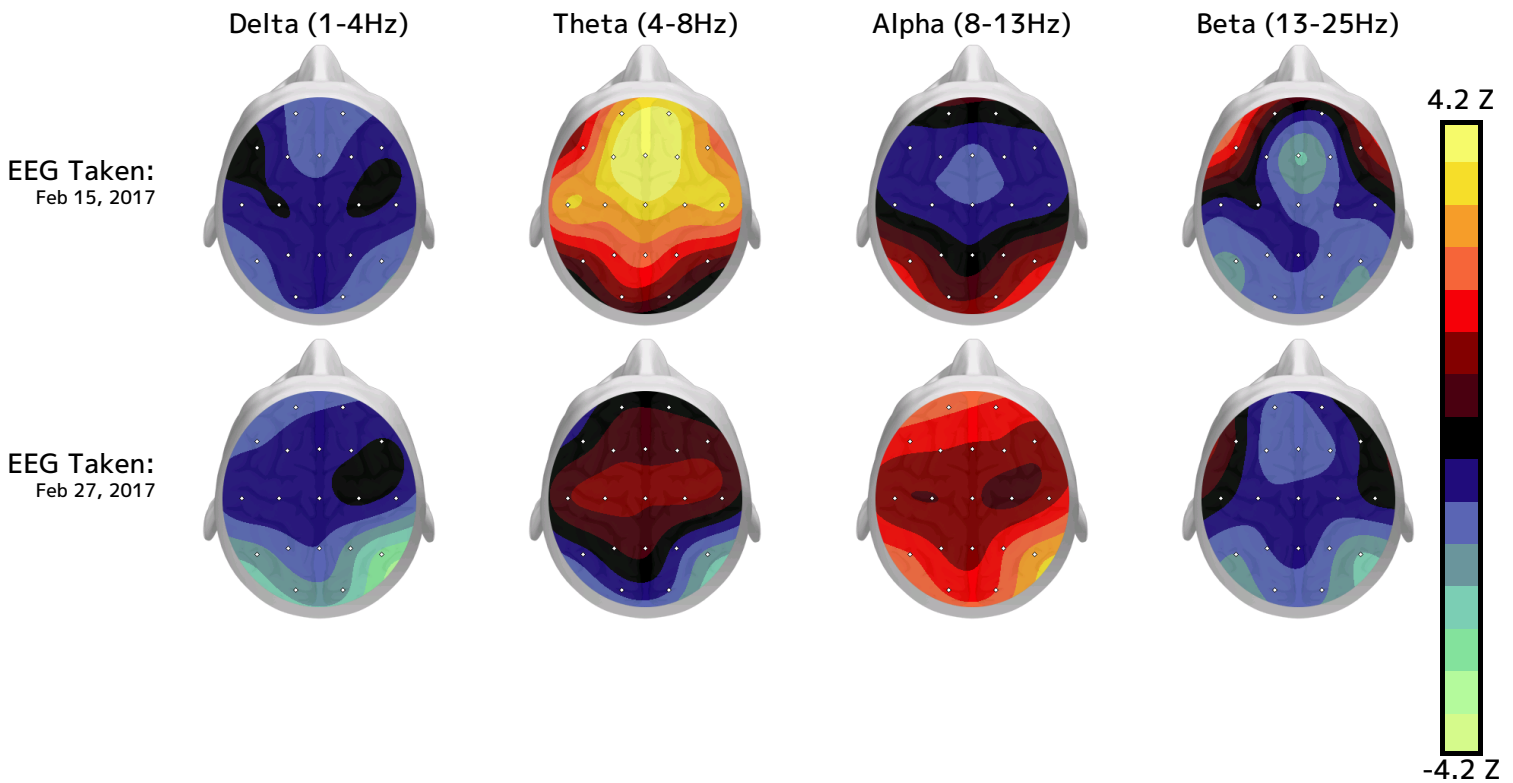 Delta (1-4Hz)
Theta (4-8Hz)
Alpha (8-13Hz)
Beta (13-25Hz)
4.2 Z
EEG Taken:
Feb 15, 2017
EEG Taken:
Feb 27, 2017
-4.2 Z